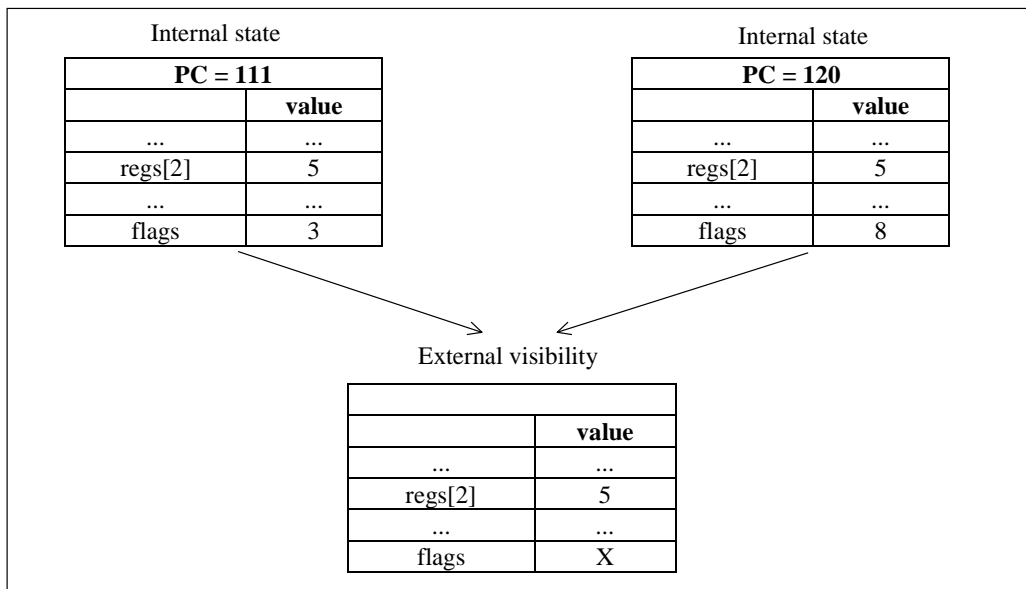 Internal state
Internal state
PC = 111
PC = 120
value
value
... ...
... ...
regs[2] 5
regs[2] 5
... ...
... ...
flags 3
flags 8
External visibility
value
... ...
regs[2] 5
... ...
flags X